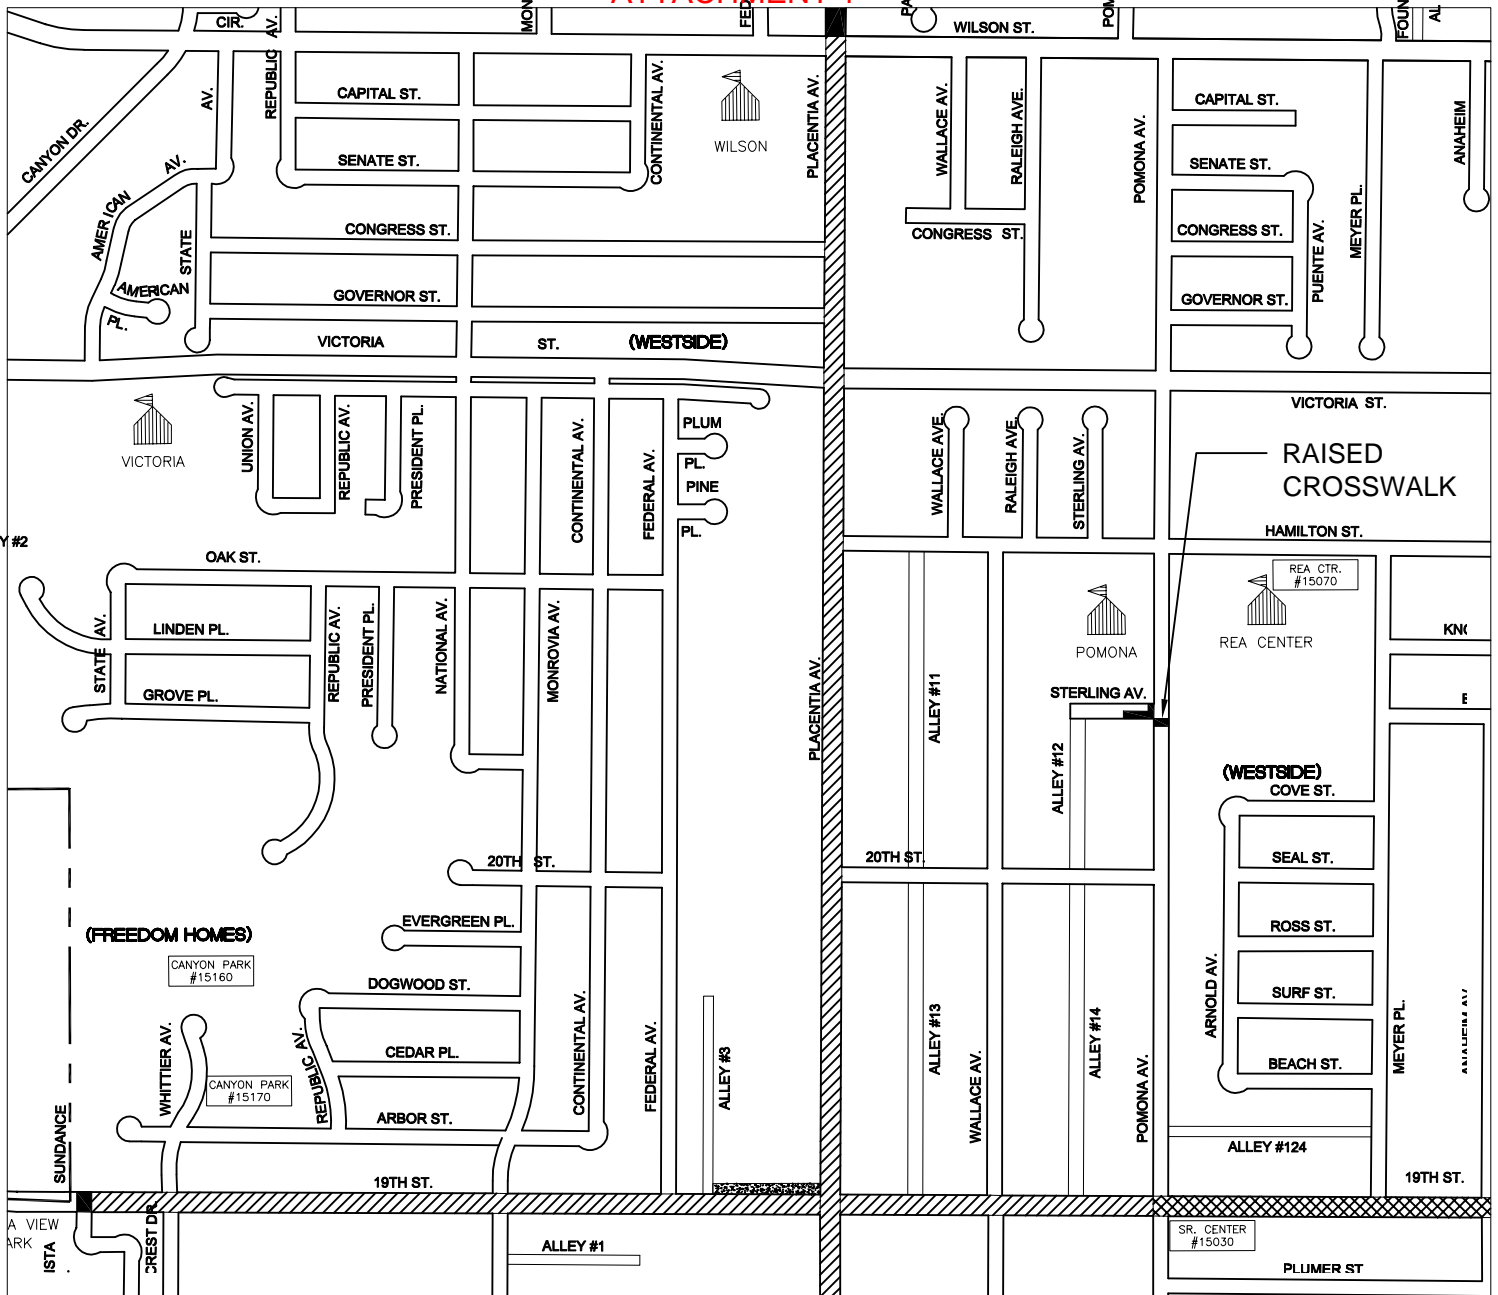 CIR.
REPUBLIC AV.
WILSON ST.
CANYON DR.
AV.
CAPITAL ST.
CONTINENTAL AV.
WILSON
PLACENTIA AV.
WALLACE AV.
RALEIGH AVE.
POMONA AV.
CAPITAL ST.
ANAHEIM
SENATE ST.
SENATE ST.
AMERICAN AV.
STATE
CONGRESS ST.
CONGRESS ST.
CONGRESS ST.
PUENTE AV.
MEYER PL.
AMERICAN
PL.
GOVERNOR ST.
GOVERNOR ST.
VICTORIA ST.
(WESTSIDE)
VICTORIA ST.
VICTORIA
UNION AV.
REPUBLIC AV.
PRESIDENT PL.
CONTINENTAL AV.
FEDERAL AV.
PLUM
PL.
PINE
PL.
WALLACE AVE.
RALEIGH AVE.
STERLING AV.
RAISED
CROSSWALK
HAMILTON ST.
Y #2
OAK ST.
REA CTR.
#15070
LINDEN PL.
STATE AV.
REPUBLIC AV.
PRESIDENT PL.
NATIONAL AV.
MONROVIA AV.
POMONA
REA CENTER
GROVE PL.
PLACENTIA AV.
ALLEY #11
STERLING AV.
ALLEY #12
(WESTSIDE)
COVE ST.
20TH ST.
20TH ST.
SEAL ST.
EVERGREEN PL.
ROSS ST.
(FREEDOM HOMES)
CANYON PARK
#15160
DOGWOOD ST.
SURF ST.
ARNOLD AV.
WHITTIER AV.
CANYON PARK
#15170
REPUBLIC AV.
CEDAR PL.
CONTINENTAL AV.
FEDERAL AV.
ALLEY #3
ALLEY #13
WALLACE AV.
ALLEY #14
POMONA AV.
BEACH ST.
MEYER PL.
ARBOR ST.
SUNDANCE
ALLEY #124
19TH ST.
19TH ST.
A VIEW
ARK
ISTA
CREST DR.
ALLEY #1
SR. CENTER
#15030
PLUMER ST